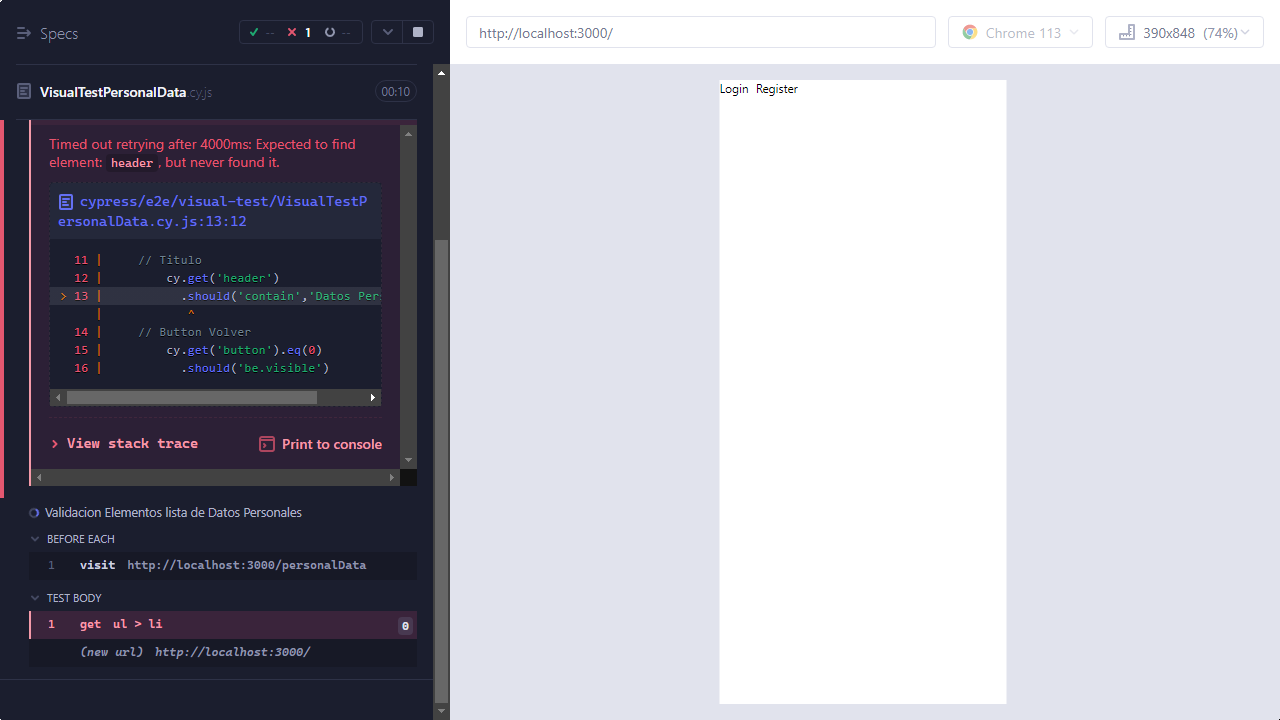 Specs
-- 1 --
VisualTestPersonalData.cy.js 00:10
Timed out retrying after 4000ms: Expected to find
element: header, but never found it.
cypress/e2e/visual-test/VisualTestP
ersonalData.cy.js:13:12
11 | // Titulo
12 | cy.get('header')
> 13 | .should('contain','Datos Per
| ^
14 | // Button Volver
15 | cy.get('button').eq(0)
16 | .should('be.visible')
> View stack trace
Print to console
Validacion Elementos lista de Datos Personales
BEFORE EACH
1 visit http://localhost:3000/personalData
TEST BODY
1 get ul > li 0
(new url) http://localhost:3000/
http://localhost:3000/
Chrome 113
390x848 (74%)
Login Register